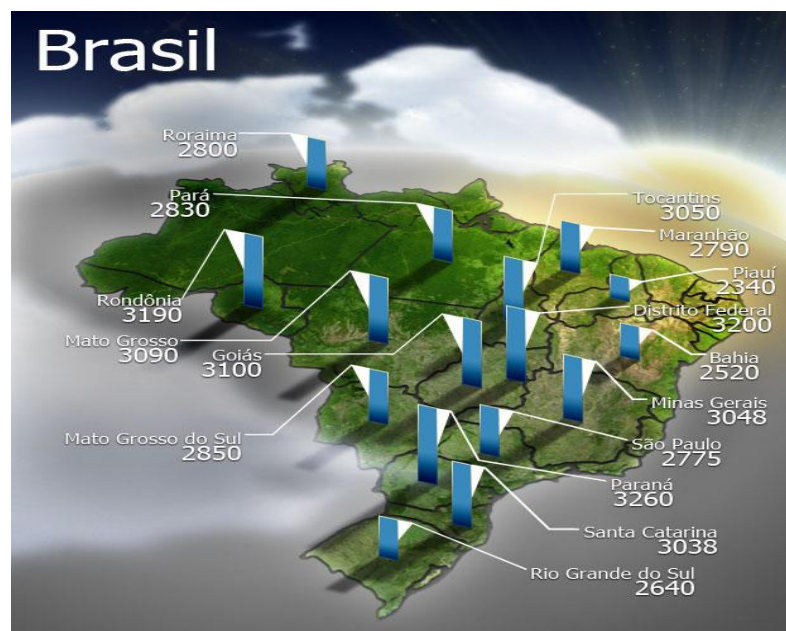 Brasil
Roraima
2800
Pará
2830
Tocantins
3050
Maranhão
2790
Piauí
2340
Rondônia
3190
Distrito Federal
3200
Mato Grosso
3090
Goiás
3100
Bahia
2520
Minas Gerais
3048
Mato Grosso do Sul
2850
São Paulo
2775
Paraná
3260
Santa Catarina
3038
Rio Grande do Sul
2640